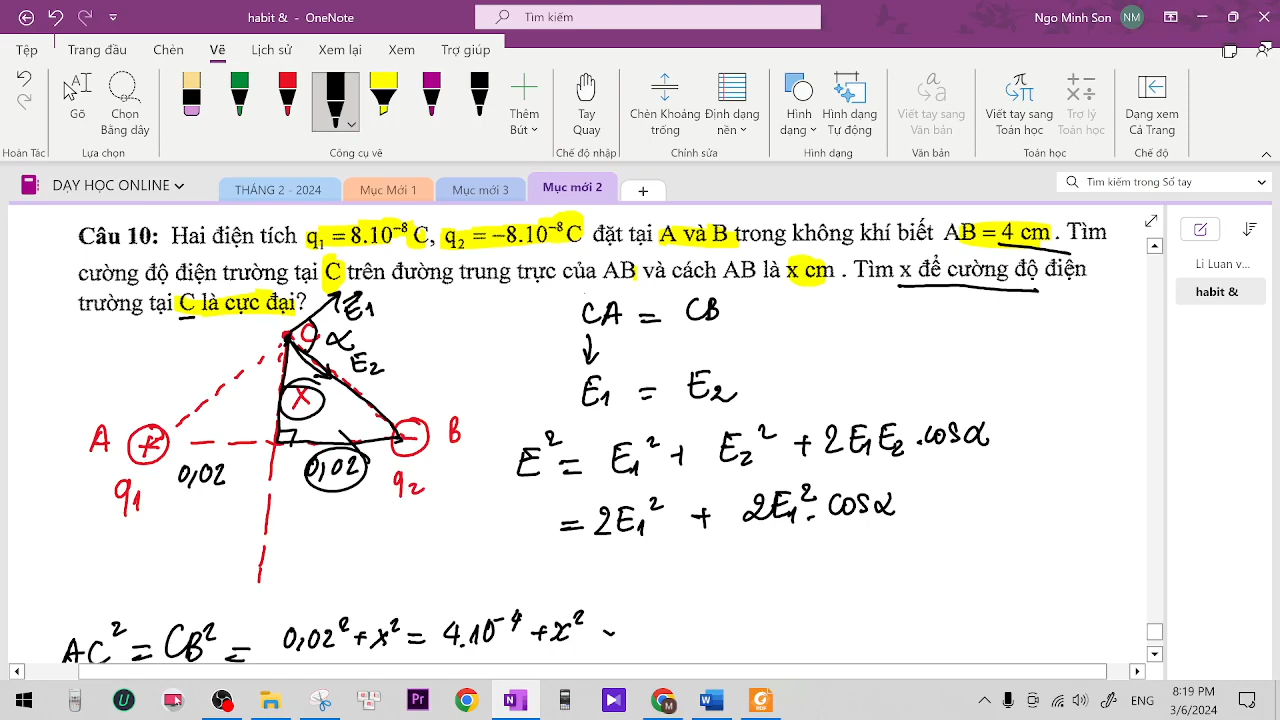 Mục mới 2 - OneNote
Tìm kiếm
Ngo Minh Son
NM
Tệp Trang đầu Chèn Vẽ Lịch sử Xem lại Xem Trợ giúp
Gõ
Chọn Bằng dây
Thêm Bút
Tay Quay
Chèn Khoảng trống
Định dạng nền
Hình dạng
Hình dạng Tự động
Viết tay sang Văn bản
Viết tay sang Toán học
Trợ lý Toán học
Dạng xem Cả Trang
Hoàn Tác Lựa chọn Công cụ vẽ Chế độ nhập Chỉnh sửa Hình dạng Văn bản Toán học Chế độ
DẠY HỌC ONLINE
THÁNG 2 - 2024 Mục Mới 1 Mục mới 3 Mục mới 2 +
Tìm kiếm trong Sổ tay
Li Luan v...
habit &
Câu 10: Hai điện tích q₁ = 8.10⁻⁸ C, q₂ = −8.10⁻⁸ C đặt tại A và B trong không khí biết AB = 4 cm . Tìm
cường độ điện trường tại C trên đường trung trực của AB và cách AB là x cm . Tìm x để cường độ điện
trường tại C là cực đại?
E1
C
α
E2
x
A
B
0,02
0,02
q1
q2
CA = CB
↓
E1 = E2
E² = E1² + E2² + 2E1E2 .cosα
= 2E1² + 2E1² . cosα
AC² = CB² = 0,02² + x² = 4.10⁻⁴ + x²
8:19 PM
3/6/2024